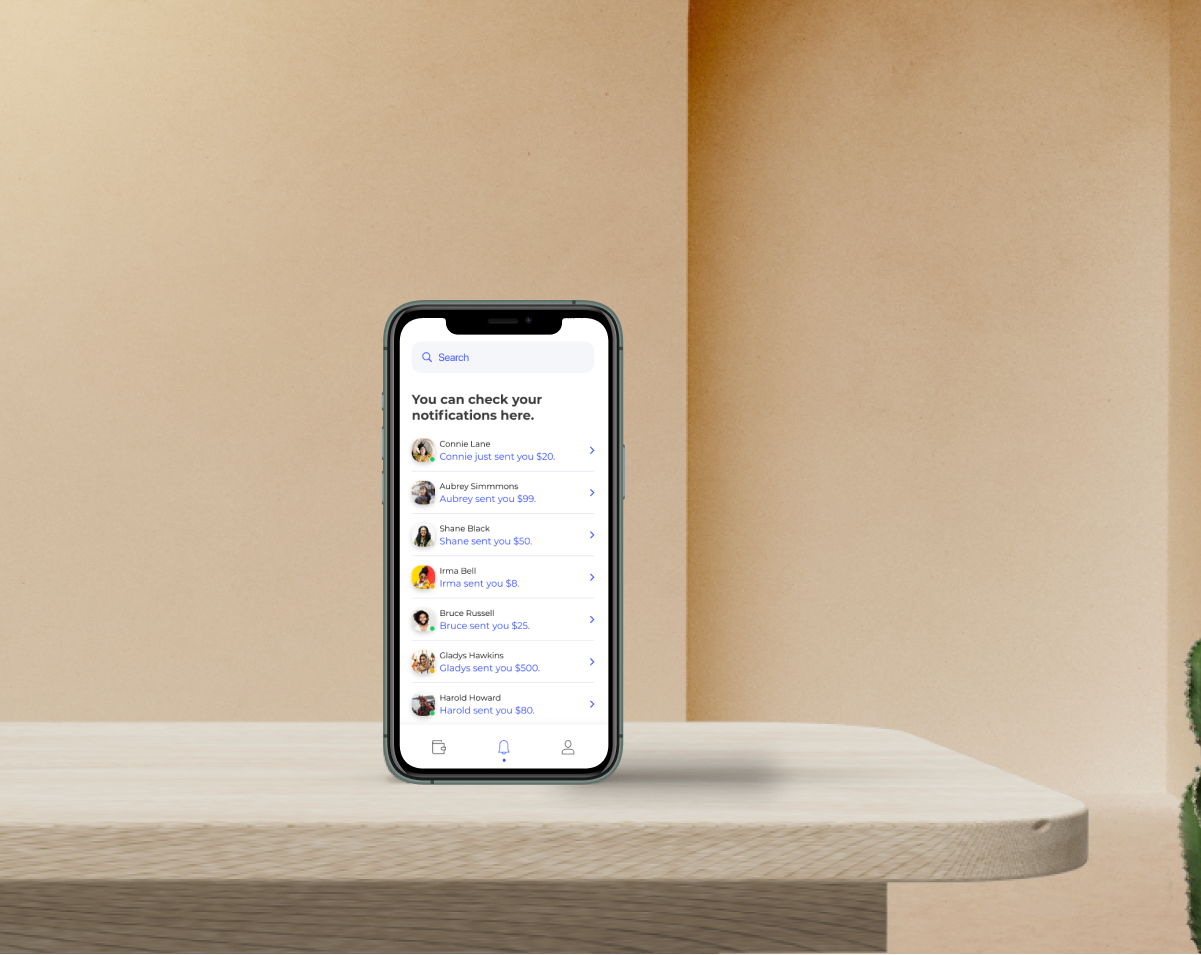 Search
You can check your
notifications here.
Connie Lane
Connie just sent you $20.
Aubrey Simmmons
Aubrey sent you $99.
Shane Black
Shane sent you $50.
Irma Bell
Irma sent you $8.
Bruce Russell
Bruce sent you $25.
Gladys Hawkins
Gladys sent you $500.
Harold Howard
Harold sent you $80.